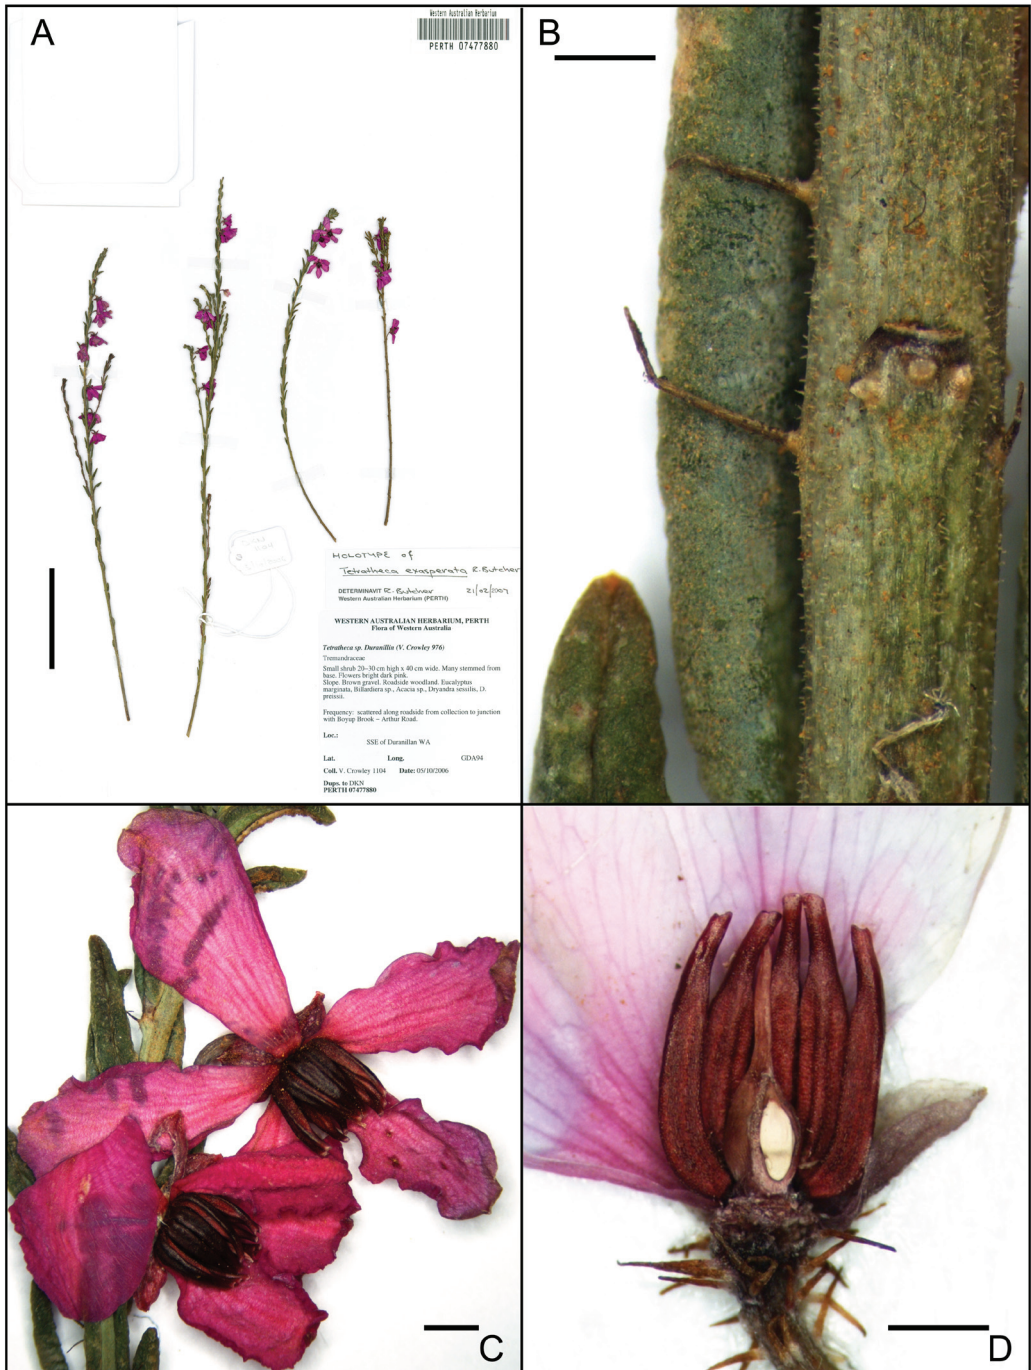 A
Western Australian Herbarium
PERTH 07477880
B
HOLOTYPE of
Tetratheca exasperata R. Butcher
DETERMINAVIT R. Butcher 21/02/2007
Western Australian Herbarium (PERTH)
WESTERN AUSTRALIAN HERBARIUM, PERTH
Flora of Western Australia
Tetratheca sp. Duranillin (V. Crowley 976)
Tremandraceae
Small shrub 20-30 cm high x 40 cm wide. Many stemmed from
base. Flowers bright dark pink.
Slope. Brown gravel. Roadside woodland. Eucalyptus
marginata, Billardiera sp., Acacia sp., Dryandra sessilis, D.
preissii.
Frequency: scattered along roadside from collection to junction
with Boyup Brook – Arthur Road.
Loc.:
SSE of Duranillan WA
Lat. Long. GDA94
Coll. V. Crowley 1104 Date: 05/10/2006
Dups. to DKN
PERTH 07477880
C
D